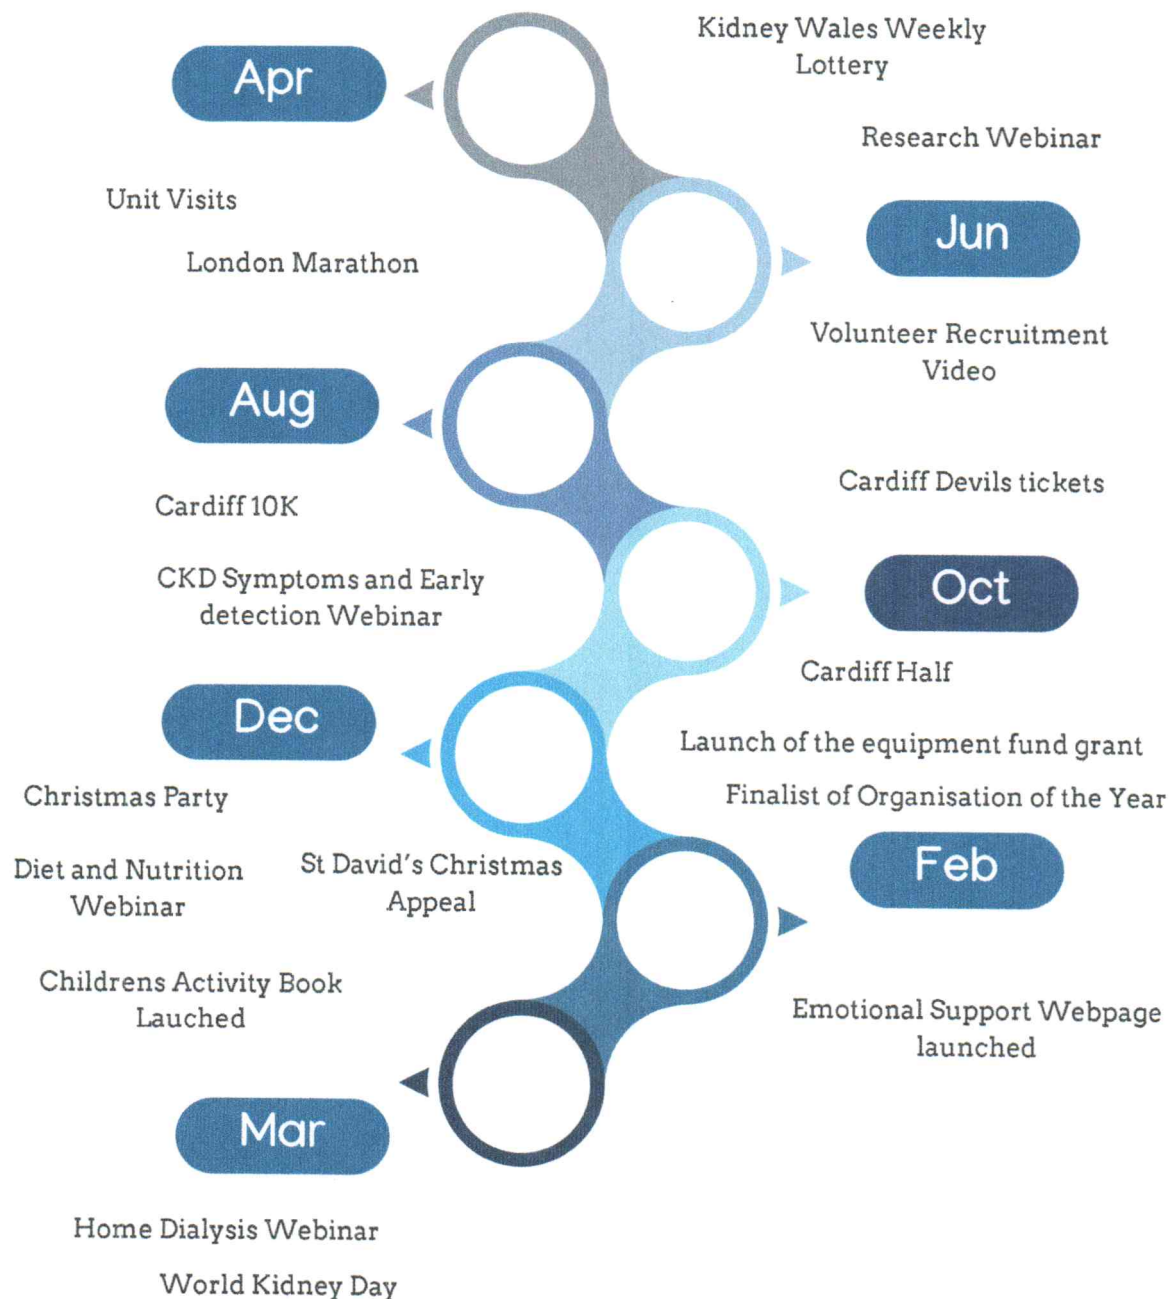 Kidney Wales Weekly
Lottery
Apr
Research Webinar
Unit Visits
Jun
London Marathon
Volunteer Recruitment
Video
Aug
Cardiff Devils tickets
Cardiff 10K
CKD Symptoms and Early
detection Webinar
Oct
Cardiff Half
Dec
Launch of the equipment fund grant
Christmas Party
Finalist of Organisation of the Year
Diet and Nutrition
Webinar
St David's Christmas
Appeal
Feb
Childrens Activity Book
Lauched
Emotional Support Webpage
launched
Mar
Home Dialysis Webinar
World Kidney Day